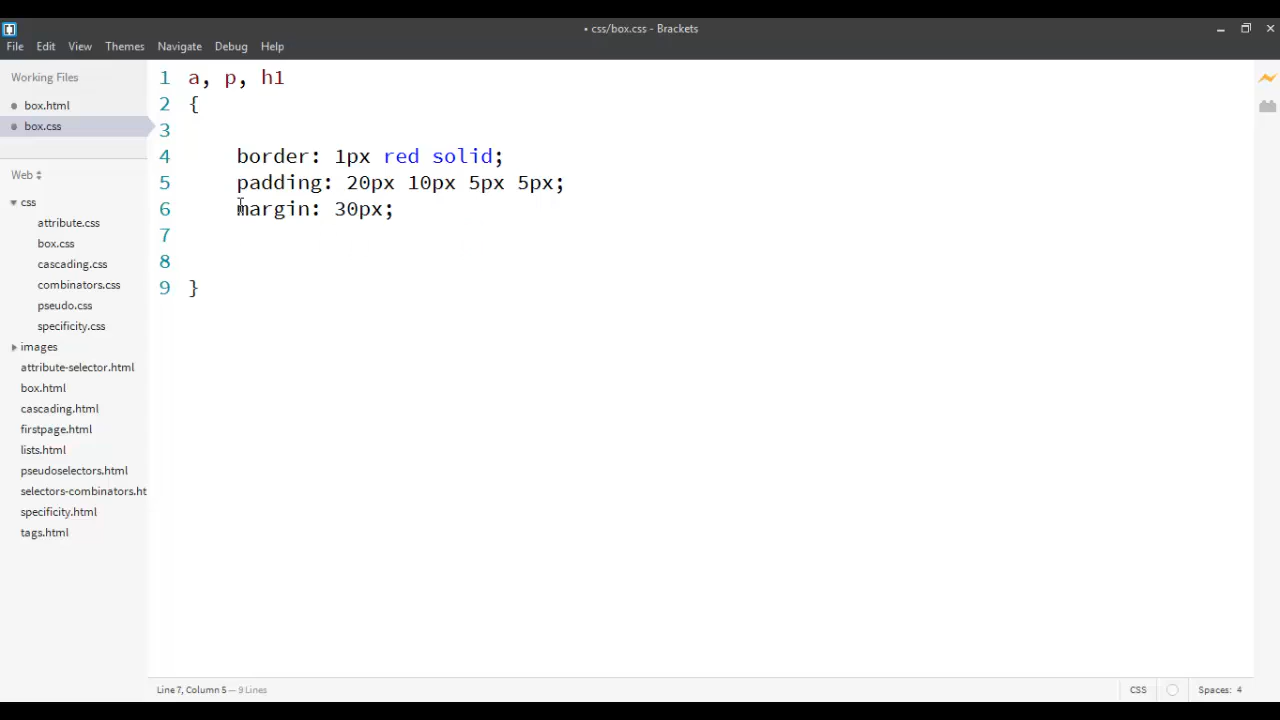 • css/box.css - Brackets
File Edit View Themes Navigate Debug Help
Working Files
box.html
box.css
Web
css
attribute.css
box.css
cascading.css
combinators.css
pseudo.css
specificity.css
images
attribute-selector.html
box.html
cascading.html
firstpage.html
lists.html
pseudoselectors.html
selectors-combinators.ht
specificity.html
tags.html
1 a, p, h1
2 {
3
4 border: 1px red solid;
5 padding: 20px 10px 5px 5px;
6 margin: 30px;
7
8
9 }
Line 7, Column 5 — 9 Lines
CSS
Spaces: 4